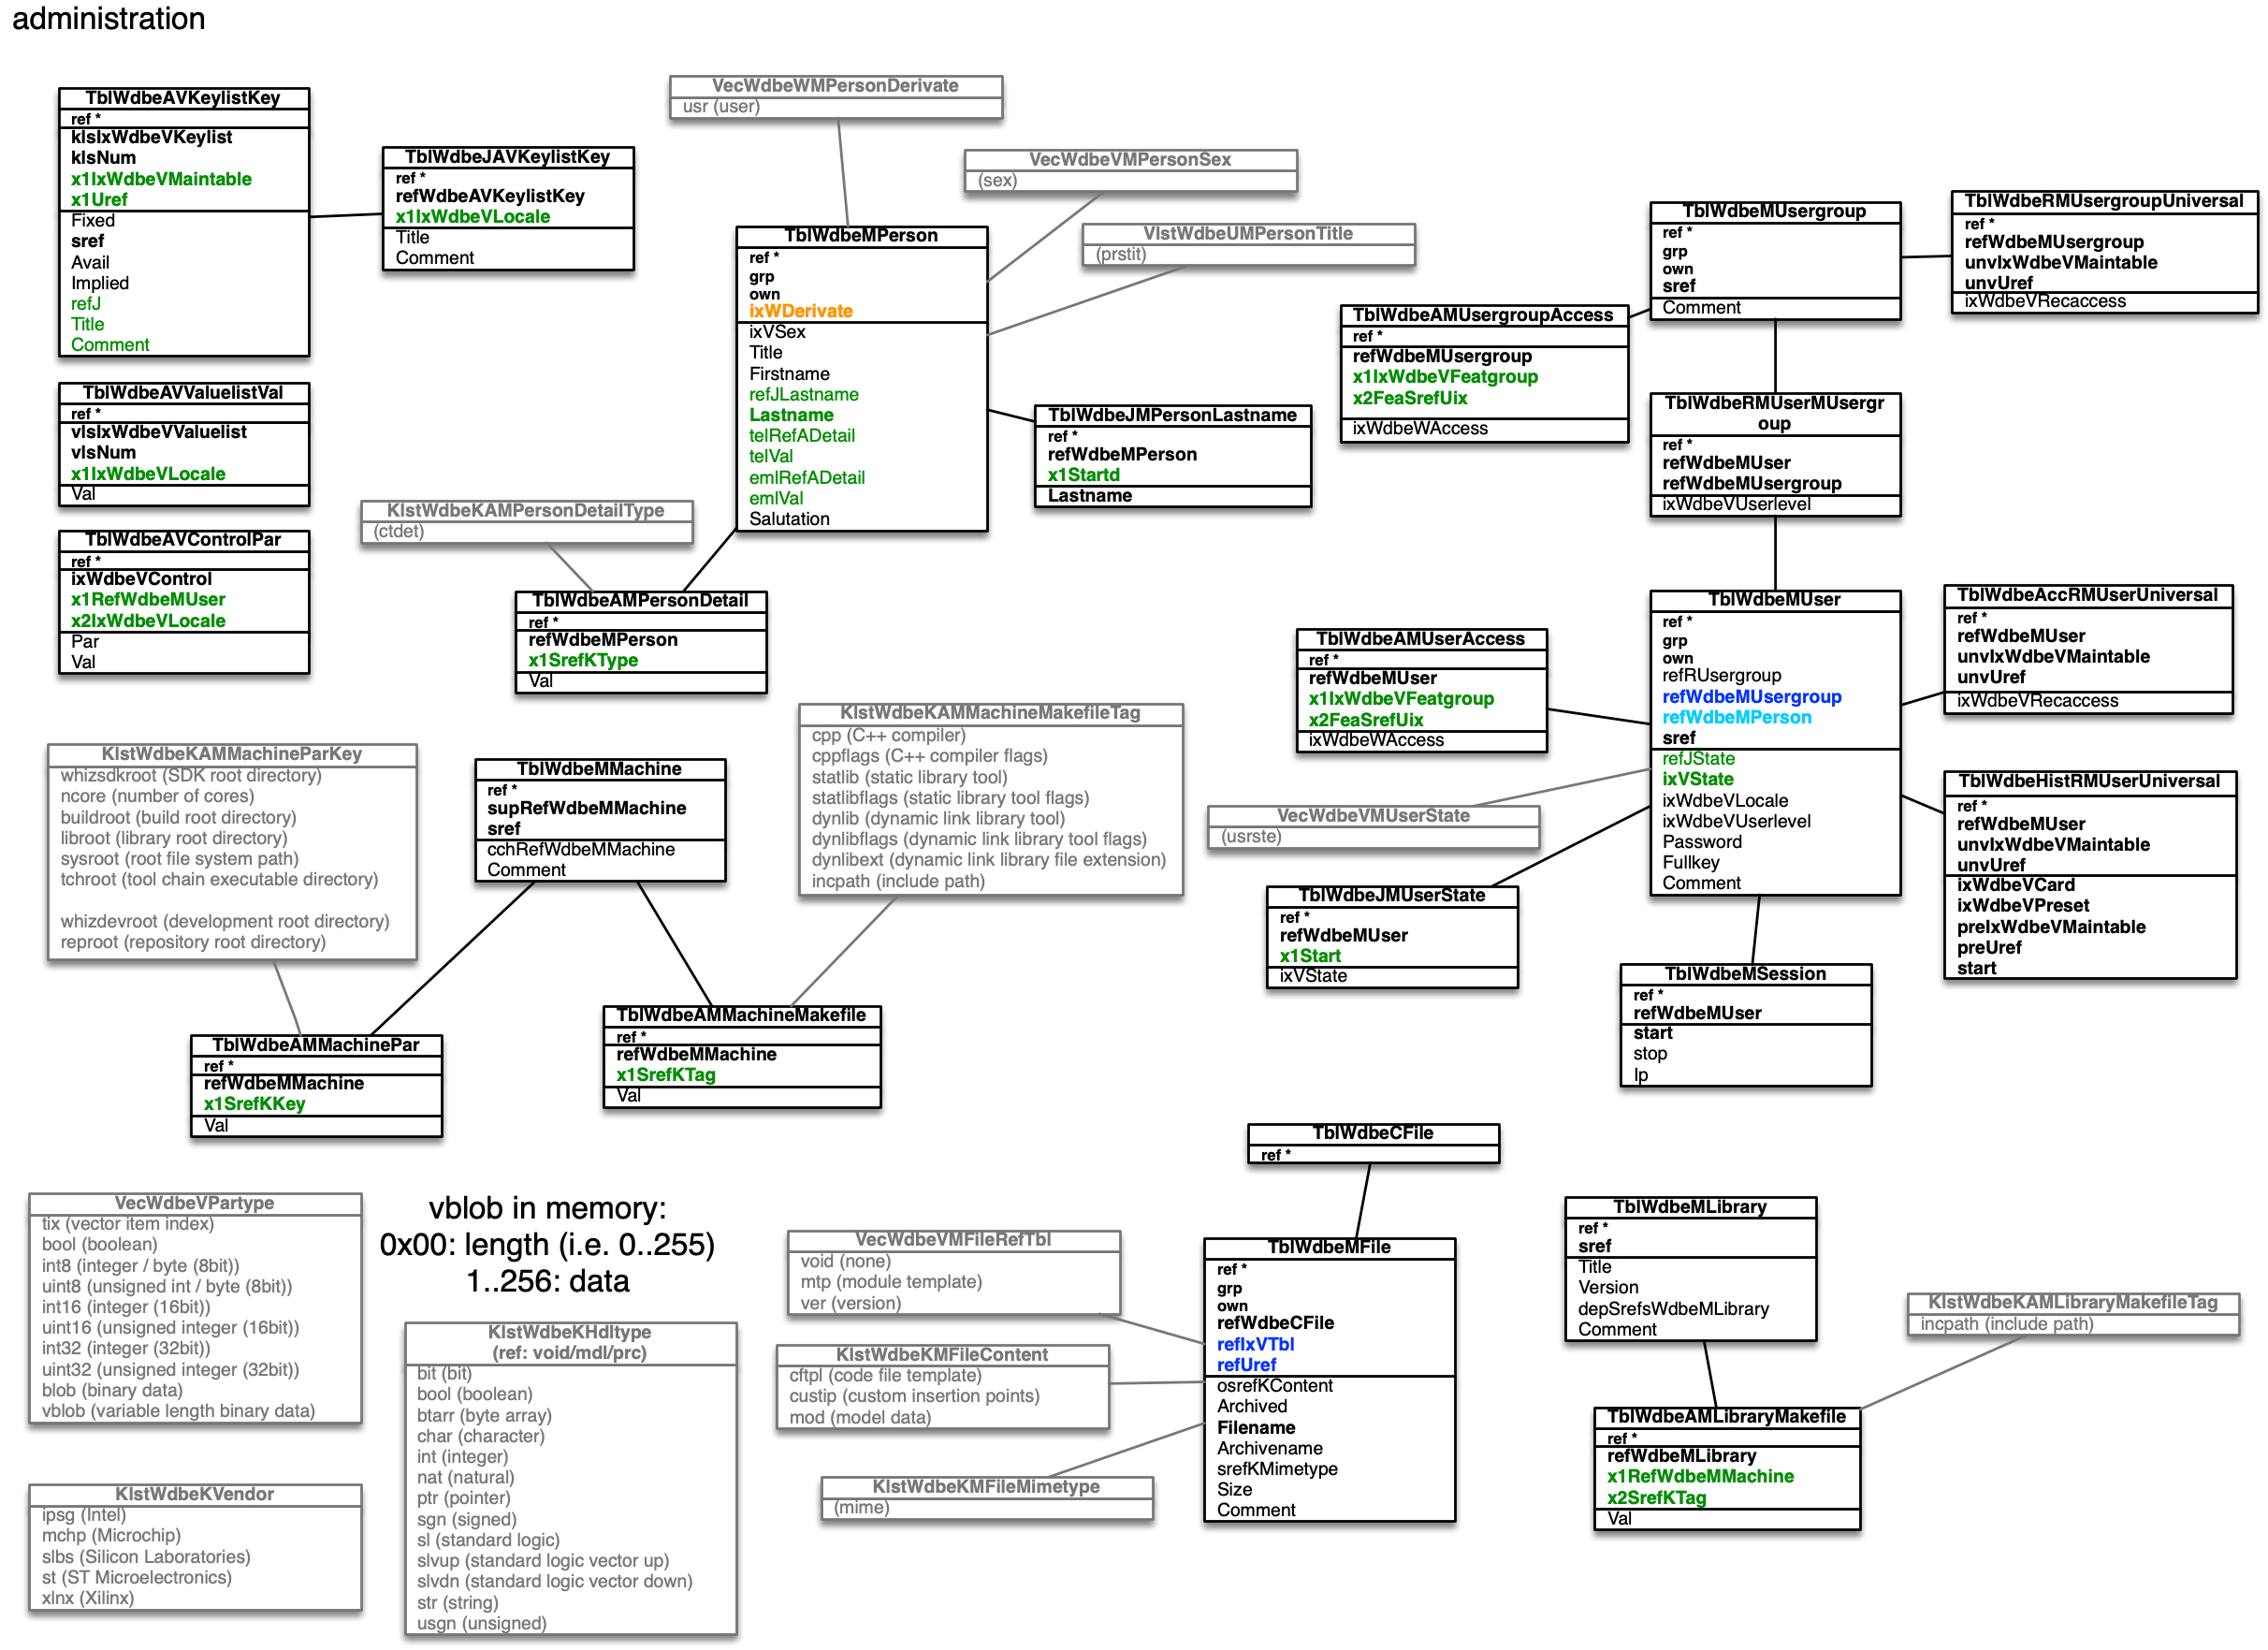 administration
TblWdbeAVKeylistKey
ref *
klsIxWdbeVKeylist
klsNum
x1IxWdbeVMaintable
x1Uref
Fixed
sref
Avail
Implied
refJ
Title
Comment
TblWdbeJAVKeylistKey
ref *
refWdbeAVKeylistKey
x1IxWdbeVLocale
Title
Comment
TblWdbeAVValuelistVal
ref *
vlsIxWdbeVValuelist
vlsNum
x1IxWdbeVLocale
Val
TblWdbeAVControlPar
ref *
ixWdbeVControl
x1RefWdbeMUser
x2IxWdbeVLocale
Par
Val
VecWdbeWMPersonDerivate
usr (user)
VecWdbeVMPersonSex
(sex)
VlstWdbeUMPersonTitle
(prstit)
TblWdbeMPerson
ref *
grp
own
ixWDerivate
ixVSex
Title
Firstname
refJLastname
Lastname
telRefADetail
telVal
emlRefADetail
emlVal
Salutation
TblWdbeJMPersonLastname
ref *
refWdbeMPerson
x1Startd
Lastname
KlstWdbeKAMPersonDetailType
(ctdet)
TblWdbeAMPersonDetail
ref *
refWdbeMPerson
x1SrefKType
Val
TblWdbeMUsergroup
ref *
grp
own
sref
Comment
TblWdbeRMUsergroupUniversal
ref *
refWdbeMUsergroup
unvIxWdbeVMaintable
unvUref
ixWdbeVRecaccess
TblWdbeAMUsergroupAccess
ref *
refWdbeMUsergroup
x1IxWdbeVFeatgroup
x2FeaSrefUix
ixWdbeWAccess
TblWdbeRMUserMUsergr
oup
ref *
refWdbeMUser
refWdbeMUsergroup
ixWdbeVUserlevel
TblWdbeMUser
ref *
grp
own
refRUsergroup
refWdbeMUsergroup
refWdbeMPerson
sref
refJState
ixVState
ixWdbeVLocale
ixWdbeVUserlevel
Password
Fullkey
Comment
TblWdbeAccRMUserUniversal
ref *
refWdbeMUser
unvIxWdbeVMaintable
unvUref
ixWdbeVRecaccess
TblWdbeAMUserAccess
ref *
refWdbeMUser
x1IxWdbeVFeatgroup
x2FeaSrefUix
ixWdbeWAccess
TblWdbeHistRMUserUniversal
ref *
refWdbeMUser
unvIxWdbeVMaintable
unvUref
ixWdbeVCard
ixWdbeVPreset
preIxWdbeVMaintable
preUref
start
VecWdbeVMUserState
(usrste)
TblWdbeJMUserState
ref *
refWdbeMUser
x1Start
ixVState
TblWdbeMSession
ref *
refWdbeMUser
start
stop
Ip
KlstWdbeKAMMachineParKey
whizsdkroot (SDK root directory)
ncore (number of cores)
buildroot (build root directory)
libroot (library root directory)
sysroot (root file system path)
tchroot (tool chain executable directory)
whizdevroot (development root directory)
reproot (repository root directory)
TblWdbeMMachine
ref *
supRefWdbeMMachine
sref
cchRefWdbeMMachine
Comment
KlstWdbeKAMMachineMakefileTag
cpp (C++ compiler)
cppflags (C++ compiler flags)
statlib (static library tool)
statlibflags (static library tool flags)
dynlib (dynamic link library tool)
dynlibflags (dynamic link library tool flags)
dynlibext (dynamic link library file extension)
incpath (include path)
TblWdbeAMMachinePar
ref *
refWdbeMMachine
x1SrefKKey
Val
TblWdbeAMMachineMakefile
ref *
refWdbeMMachine
x1SrefKTag
Val
VecWdbeVPartype
tix (vector item index)
bool (boolean)
int8 (integer / byte (8bit))
uint8 (unsigned int / byte (8bit))
int16 (integer (16bit))
uint16 (unsigned integer (16bit))
int32 (integer (32bit))
uint32 (unsigned integer (32bit))
blob (binary data)
vblob (variable length binary data)
vblob in memory:
0x00: length (i.e. 0..255)
1..256: data
KlstWdbeKHdltype
(ref: void/mdl/prc)
bit (bit)
bool (boolean)
btarr (byte array)
char (character)
int (integer)
nat (natural)
ptr (pointer)
sgn (signed)
sl (standard logic)
slvup (standard logic vector up)
slvdn (standard logic vector down)
str (string)
usgn (unsigned)
KlstWdbeKVendor
ipsg (Intel)
mchp (Microchip)
slbs (Silicon Laboratories)
st (ST Microelectronics)
xlnx (Xilinx)
TblWdbeCFile
ref *
VecWdbeVMFileRefTbl
void (none)
mtp (module template)
ver (version)
KlstWdbeKMFileContent
cftpl (code file template)
custip (custom insertion points)
mod (model data)
KlstWdbeKMFileMimetype
(mime)
TblWdbeMFile
ref *
grp
own
refWdbeCFile
refIxVTbl
refUref
osrefKContent
Archived
Filename
Archivename
srefKMimetype
Size
Comment
TblWdbeMLibrary
ref *
sref
Title
Version
depSrefsWdbeMLibrary
Comment
KlstWdbeKAMLibraryMakefileTag
incpath (include path)
TblWdbeAMLibraryMakefile
ref *
refWdbeMLibrary
x1RefWdbeMMachine
x2SrefKTag
Val